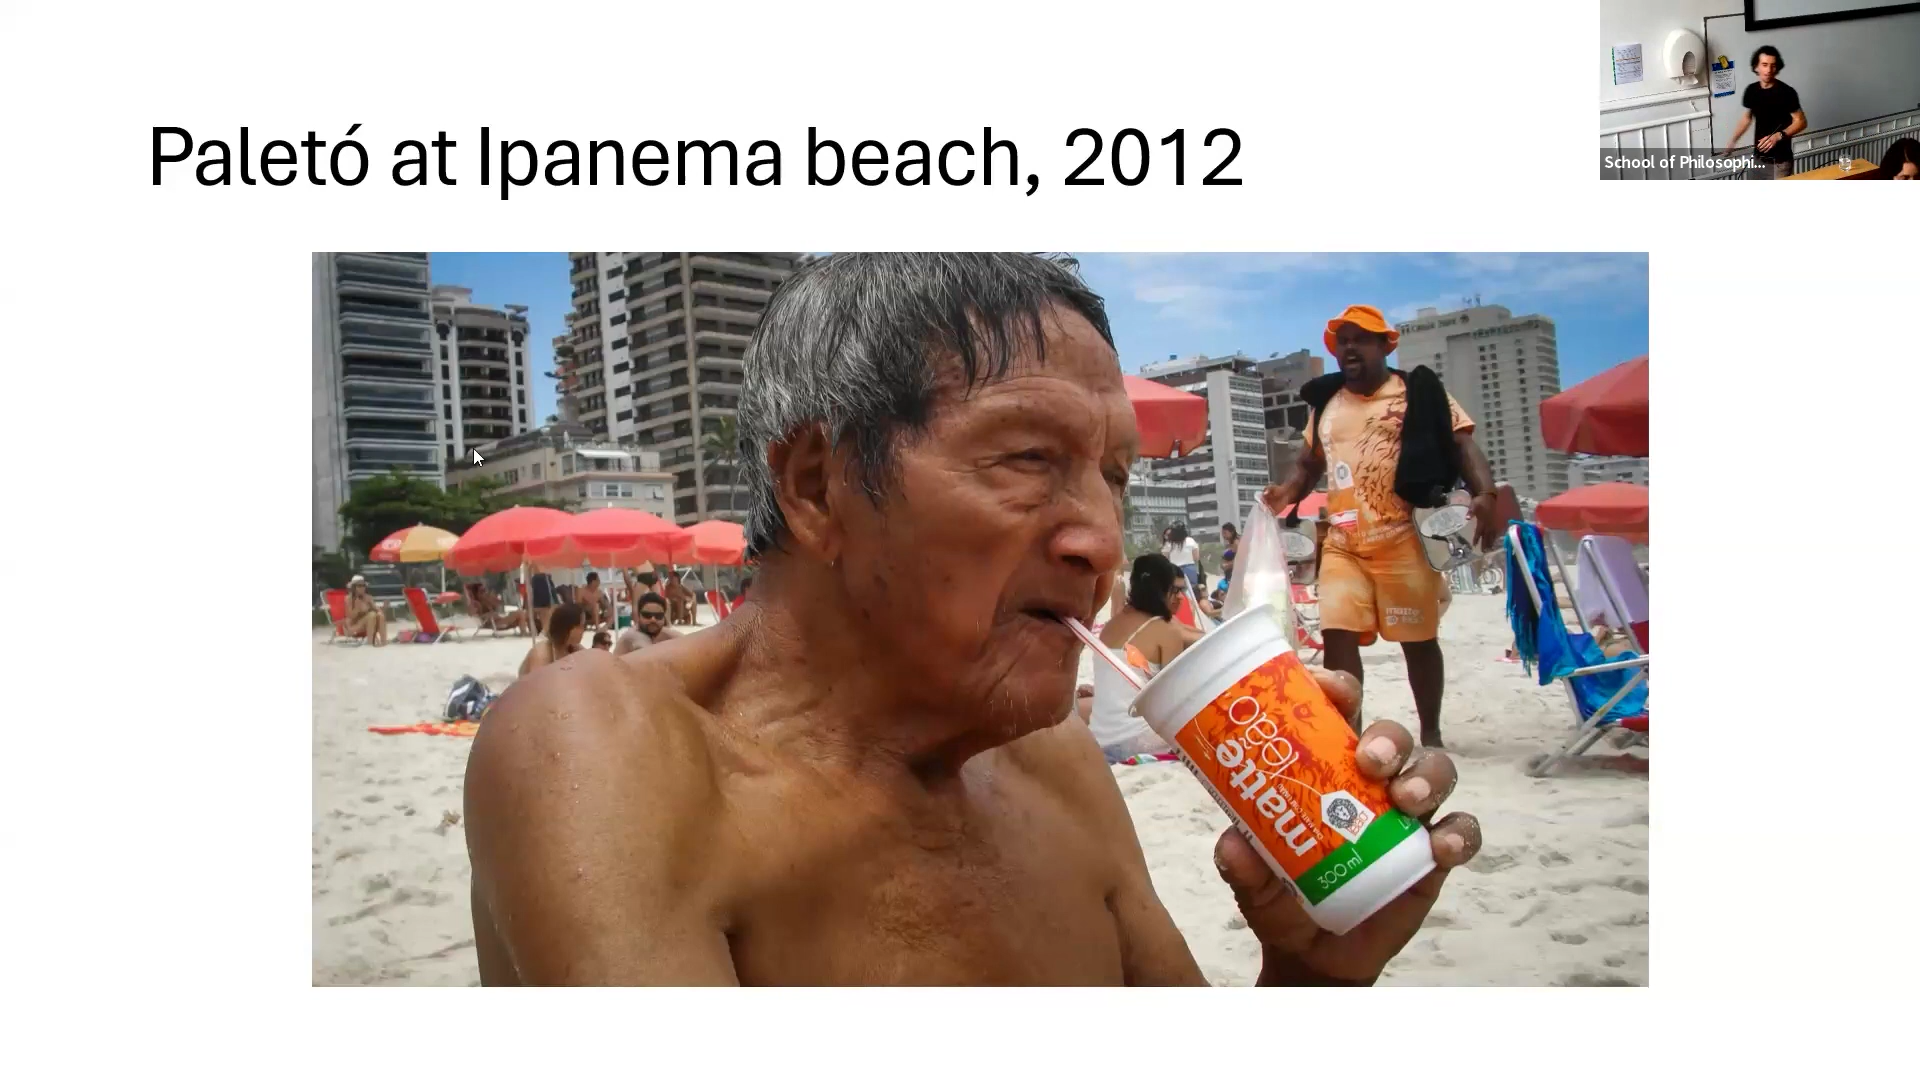 Paletó at Ipanema beach, 2012
School of Philosophi...
matte
leão
300 ml